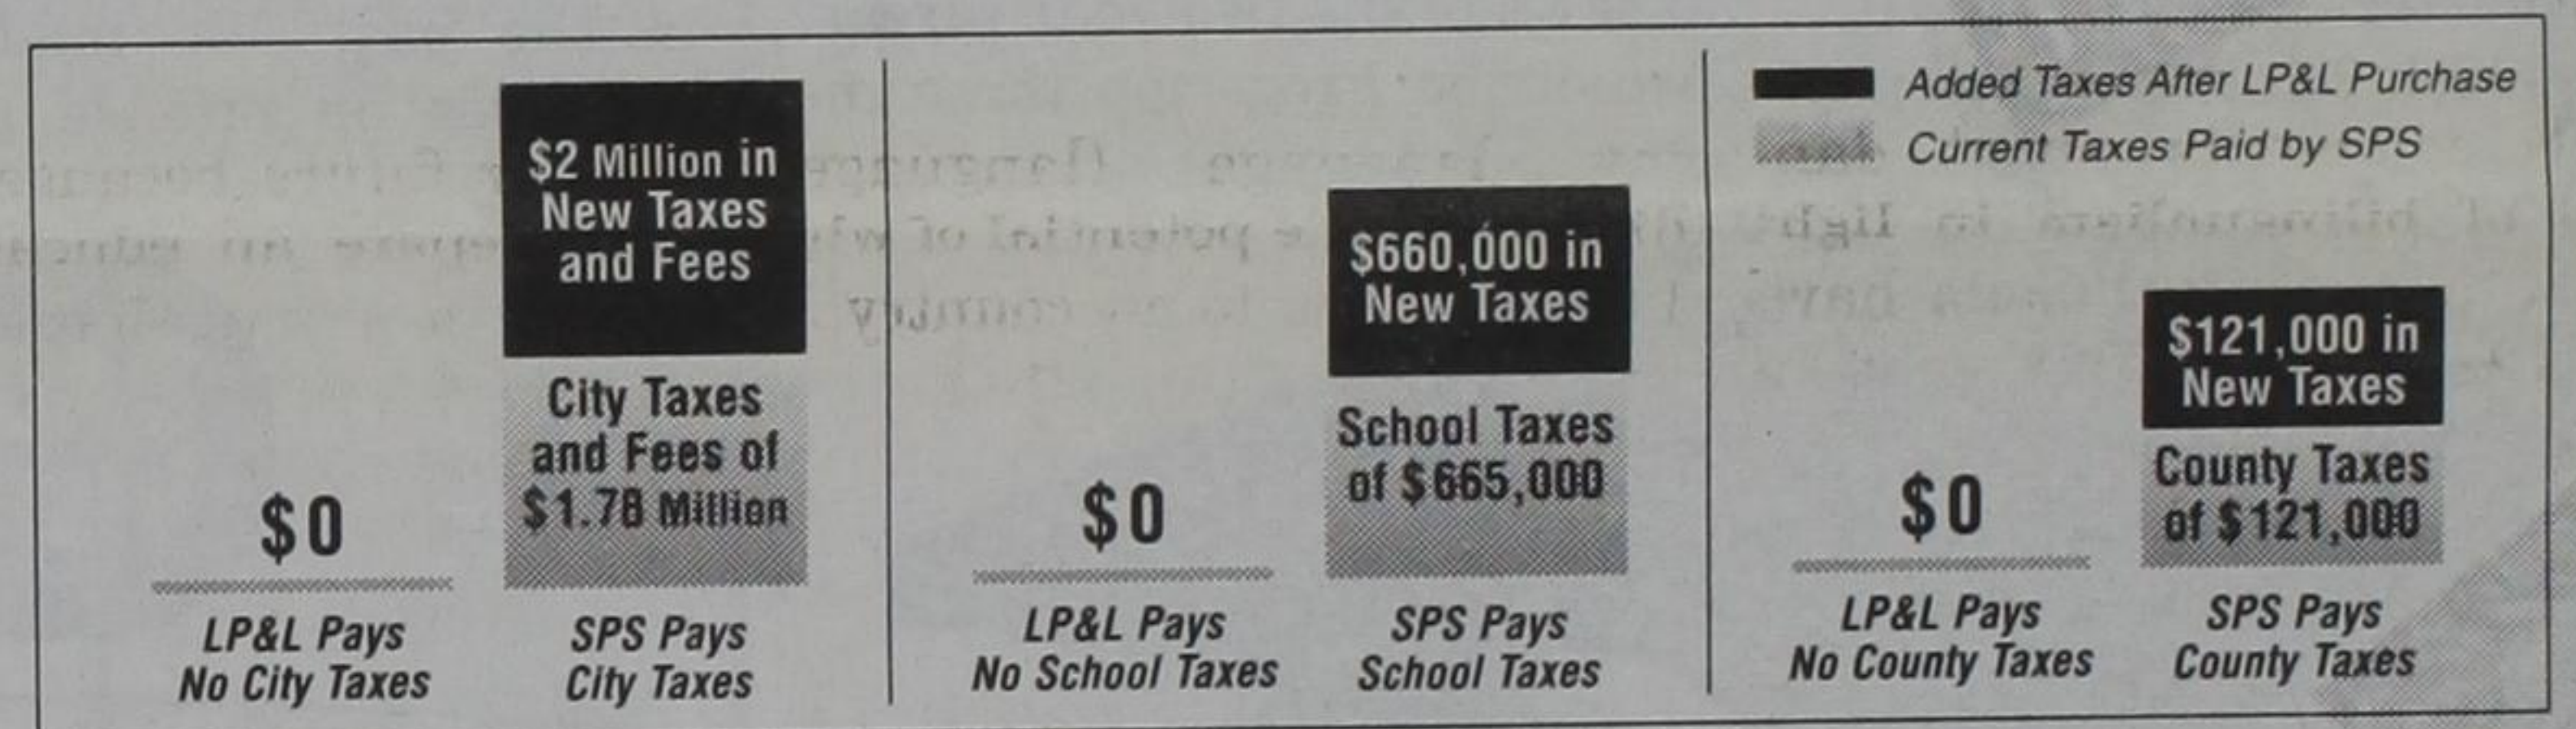 $2 Million in
New Taxes
and Fees
City Taxes
and Fees of
$1.78 Million
$0
LP&L Pays
No City Taxes
SPS Pays
City Taxes
$660,000 in
New Taxes
School Taxes
of $665,000
$0
LP&L Pays
No School Taxes
SPS Pays
School Taxes
Added Taxes After LP&L Purchase
Current Taxes Paid by SPS
$121,000 in
New Taxes
County Taxes
of $121,000
$0
LP&L Pays
No County Taxes
SPS Pays
County Taxes